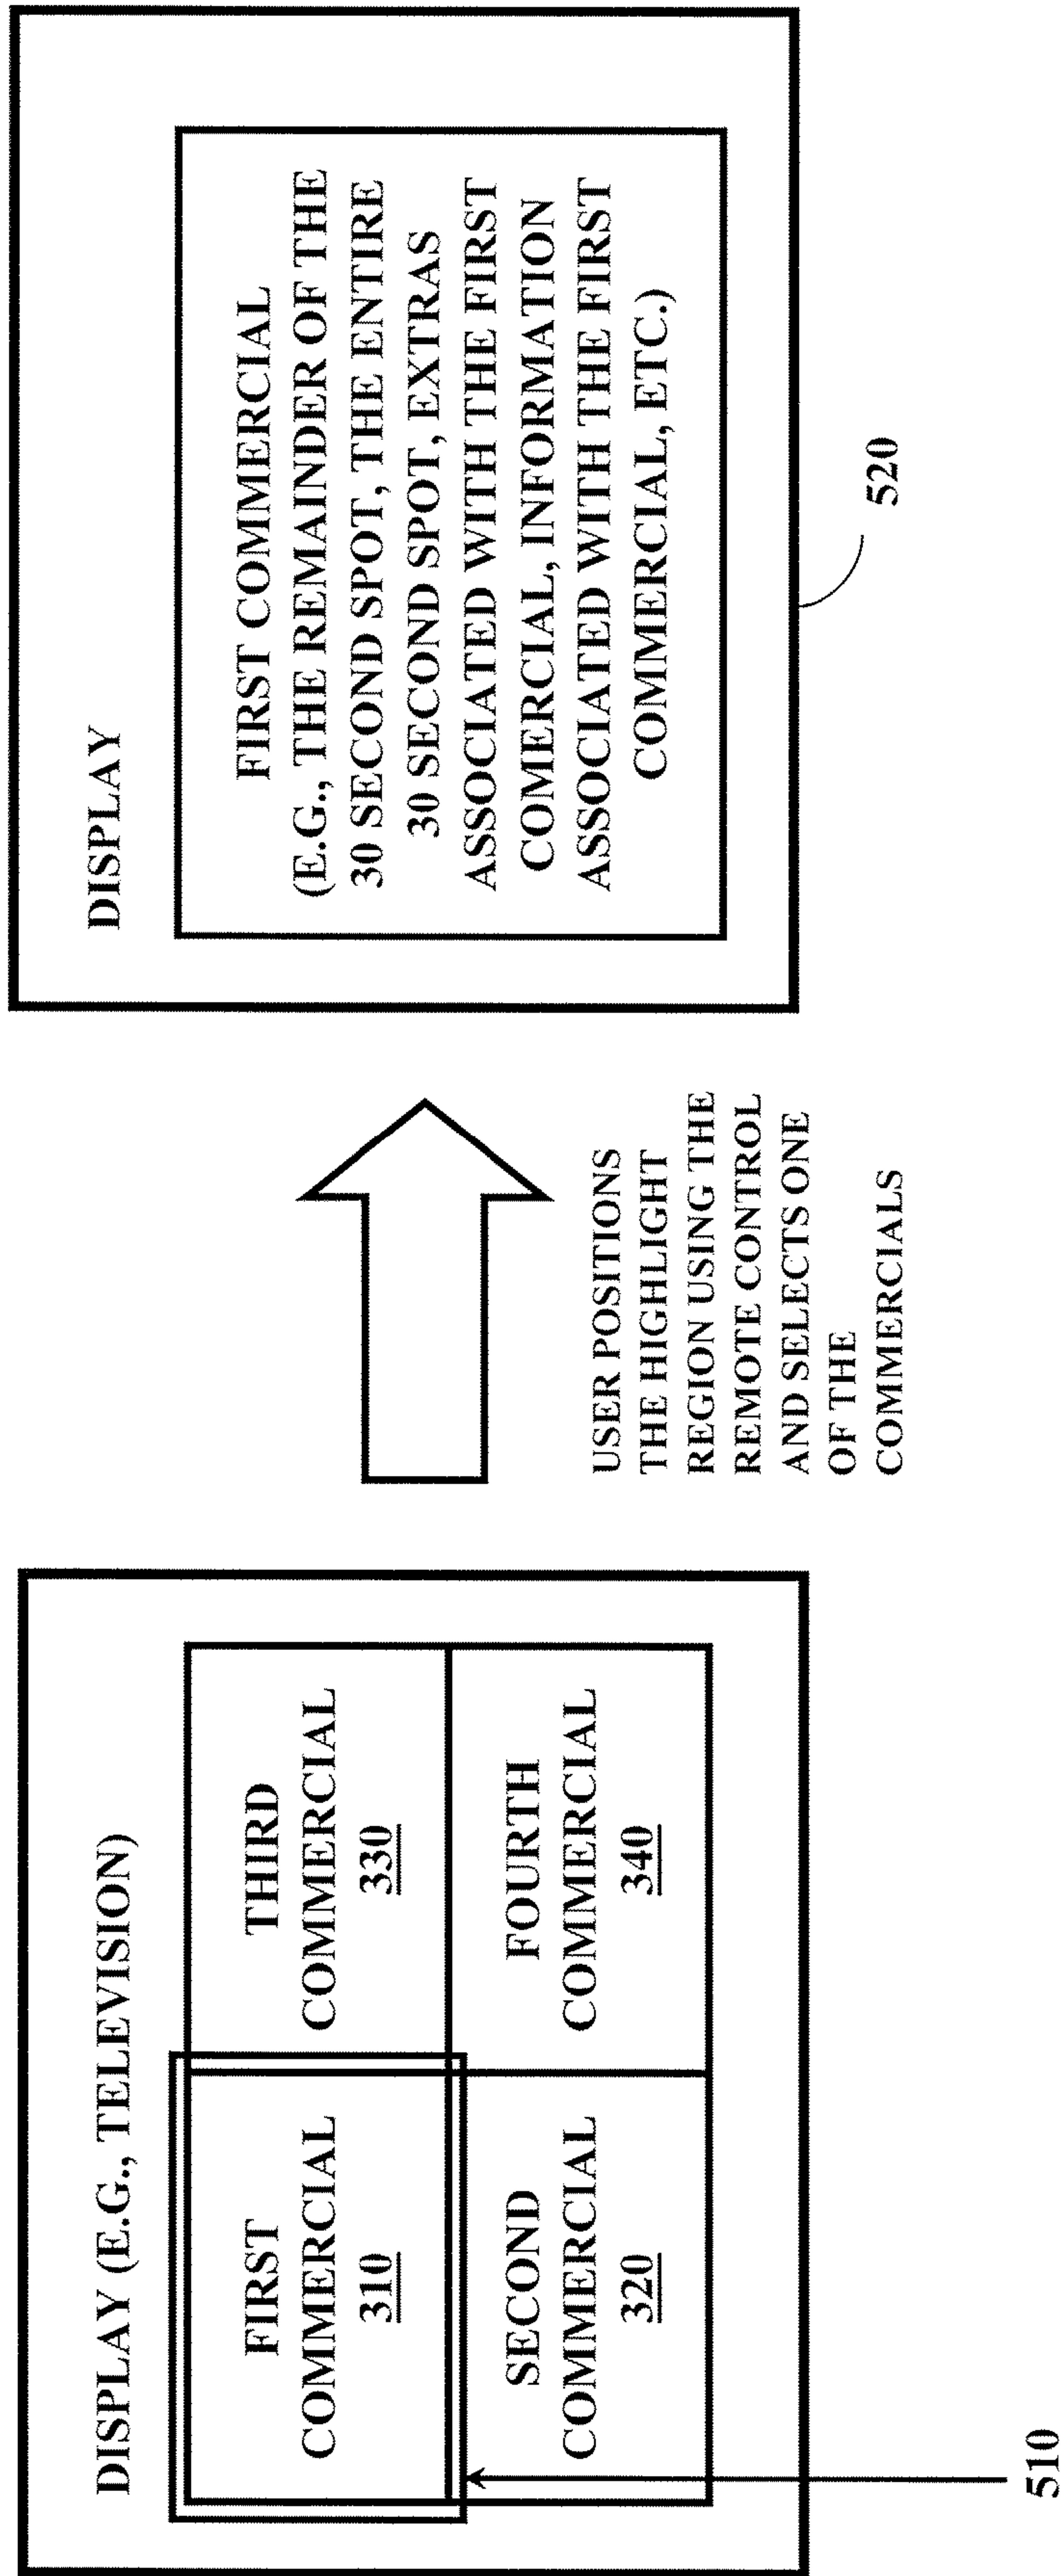 DISPLAY (E.G., TELEVISION)
FIRST
COMMERCIAL
310
THIRD
COMMERCIAL
330
SECOND
COMMERCIAL
320
FOURTH
COMMERCIAL
340
510
USER POSITIONS
THE HIGHLIGHT
REGION USING THE
REMOTE CONTROL
AND SELECTS ONE
OF THE
COMMERCIALS
DISPLAY
FIRST COMMERCIAL
(E.G., THE REMAINDER OF THE
30 SECOND SPOT, THE ENTIRE
30 SECOND SPOT, EXTRAS
ASSOCIATED WITH THE FIRST
COMERCIAL, INFORMATION
ASSOCIATED WITH THE FIRST
COMMERCIAL, ETC.)
520